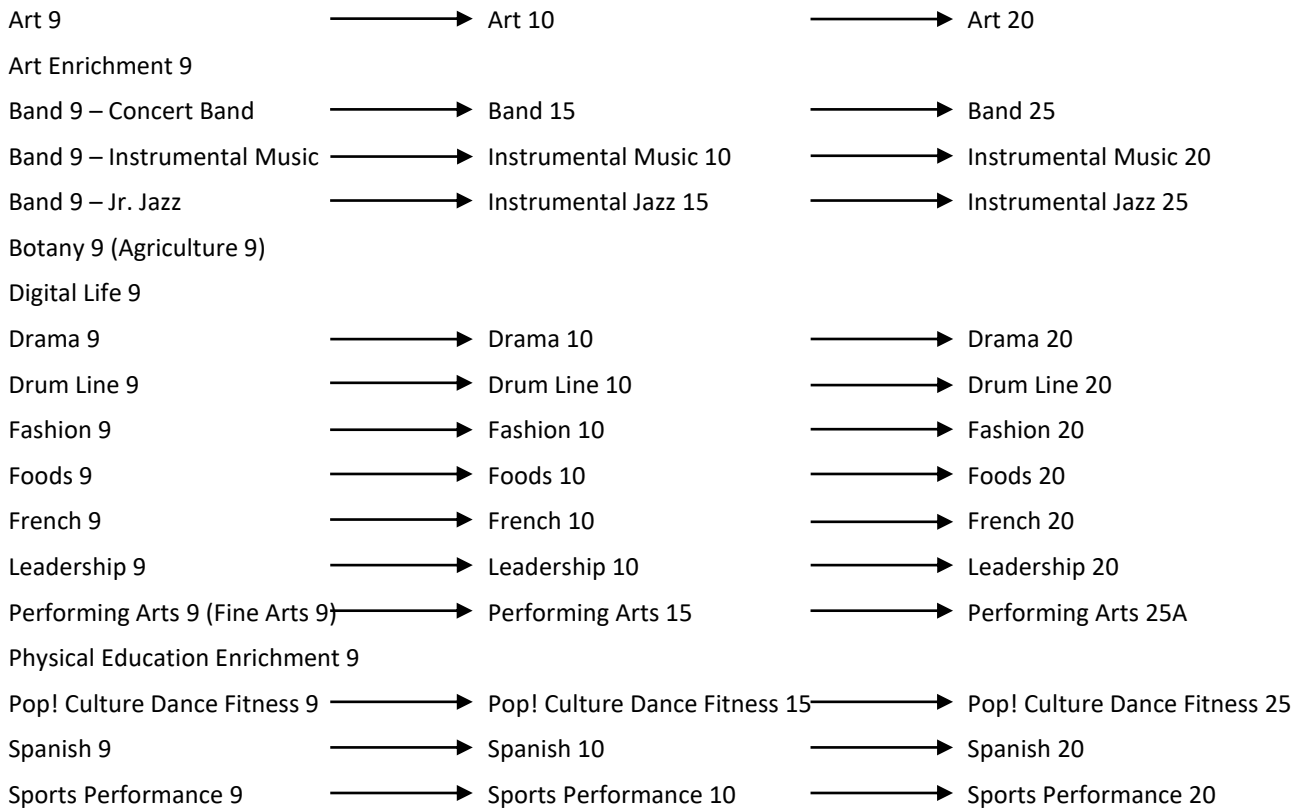 Art 9 Art 10 Art 20
Art Enrichment 9
Band 9 – Concert Band Band 15 Band 25
Band 9 – Instrumental Music Instrumental Music 10 Instrumental Music 20
Band 9 – Jr. Jazz Instrumental Jazz 15 Instrumental Jazz 25
Botany 9 (Agriculture 9)
Digital Life 9
Drama 9 Drama 10 Drama 20
Drum Line 9 Drum Line 10 Drum Line 20
Fashion 9 Fashion 10 Fashion 20
Foods 9 Foods 10 Foods 20
French 9 French 10 French 20
Leadership 9 Leadership 10 Leadership 20
Performing Arts 9 (Fine Arts 9) Performing Arts 15 Performing Arts 25A
Physical Education Enrichment 9
Pop! Culture Dance Fitness 9 Pop! Culture Dance Fitness 15 Pop! Culture Dance Fitness 25
Spanish 9 Spanish 10 Spanish 20
Sports Performance 9 Sports Performance 10 Sports Performance 20